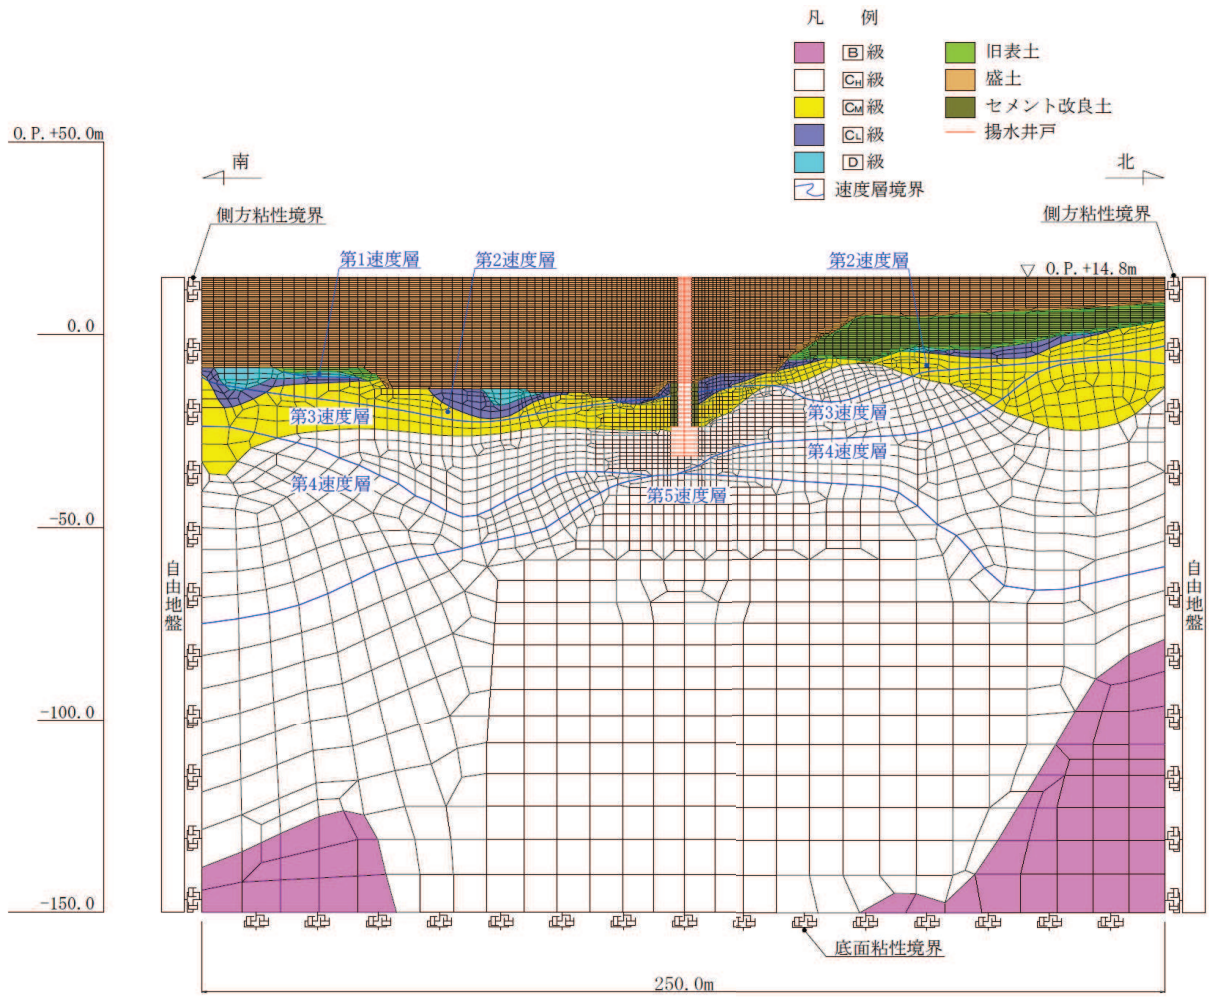 凡 例
B級
CH級
CM級
CL級
D級
速度層境界
旧表土
盛土
セメント改良土
揚水井戸
O.P.+50.0m
南
北
側方粘性境界
側方粘性境界
第1速度層
第2速度層
第2速度層
O.P.+14.8m
0.0
第3速度層
第3速度層
第4速度層
第4速度層
第5速度層
-50.0
自由地盤
自由地盤
-100.0
-150.0
底面粘性境界
250.0m